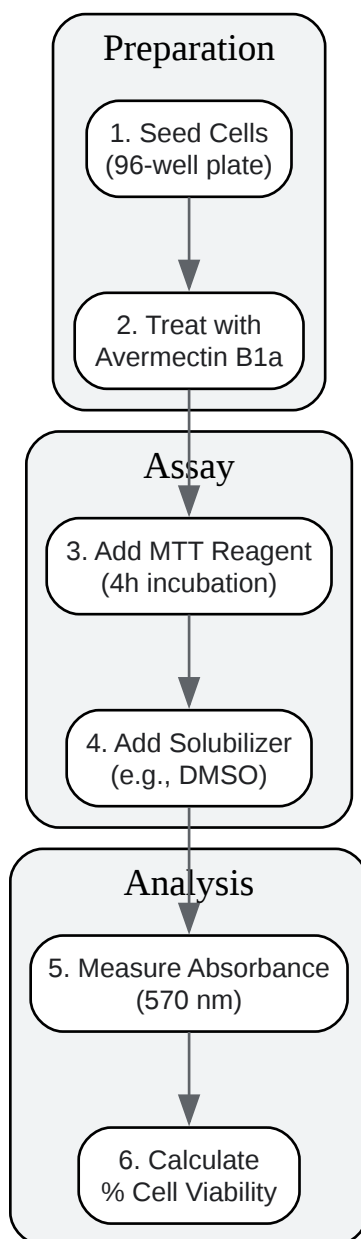 Preparation
1. Seed Cells
(96-well plate)
2. Treat with
Avermectin B1a
Assay
3. Add MTT Reagent
(4h incubation)
4. Add Solubilizer
(e.g., DMSO)
Analysis
5. Measure Absorbance
(570 nm)
6. Calculate
% Cell Viability